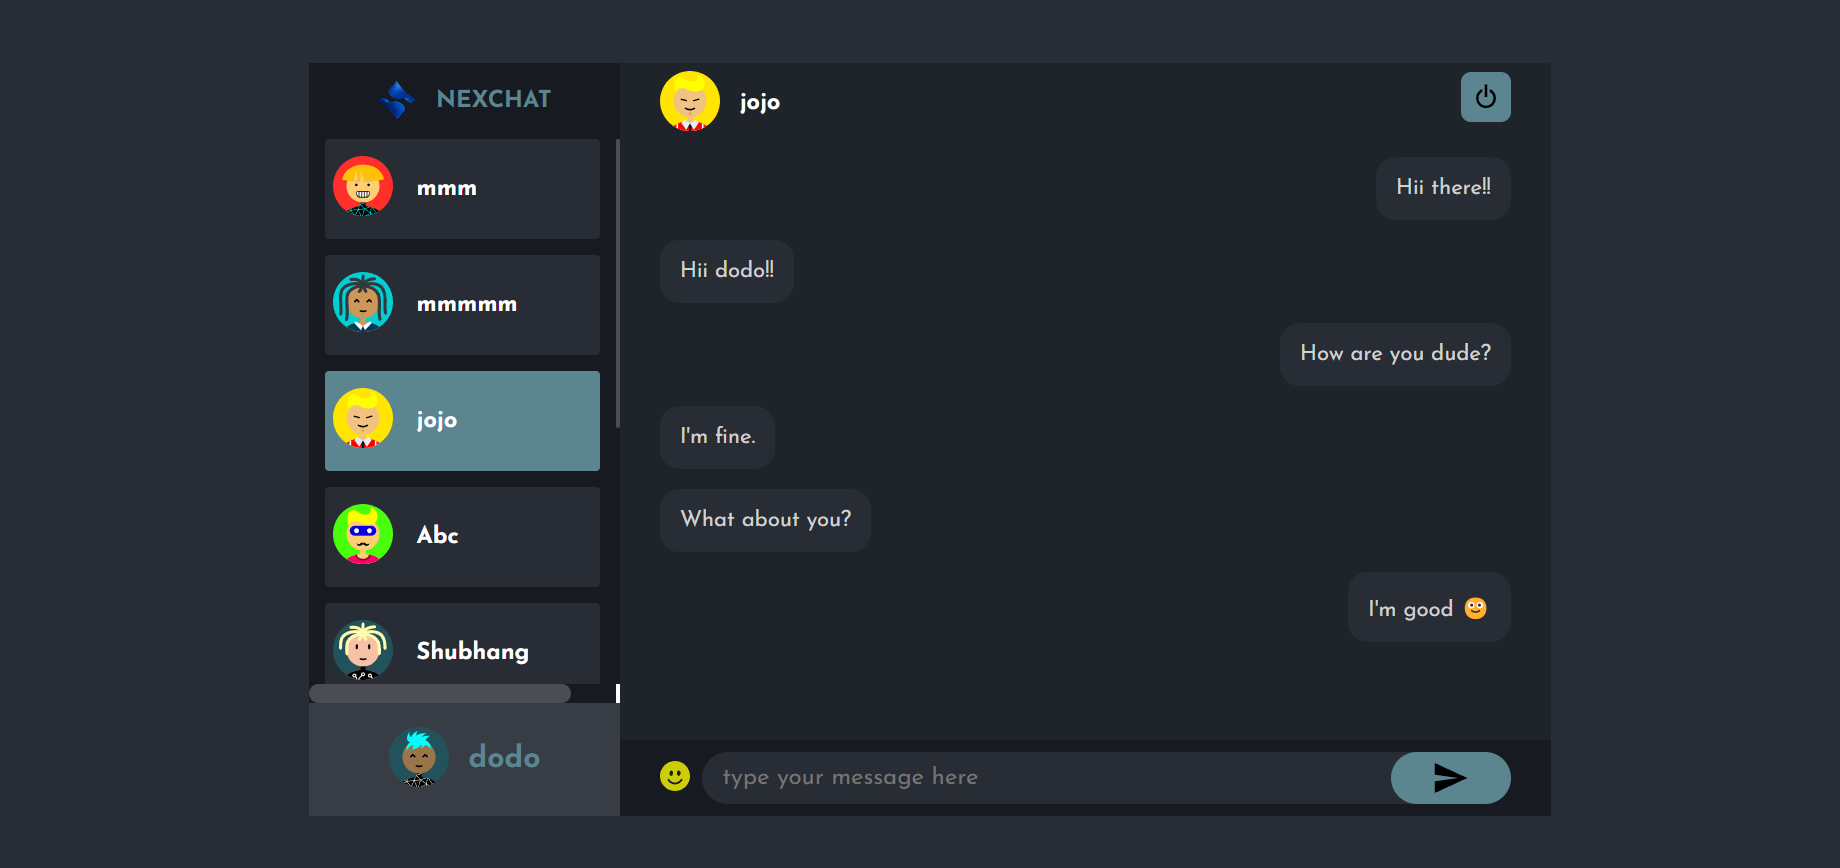 NEXCHAT
mmm
mmmmm
jojo
Abc
Shubhang
dodo
jojo
Hii there!!
Hii dodo!!
How are you dude?
I'm fine.
What about you?
I'm good 🙂
type your message here